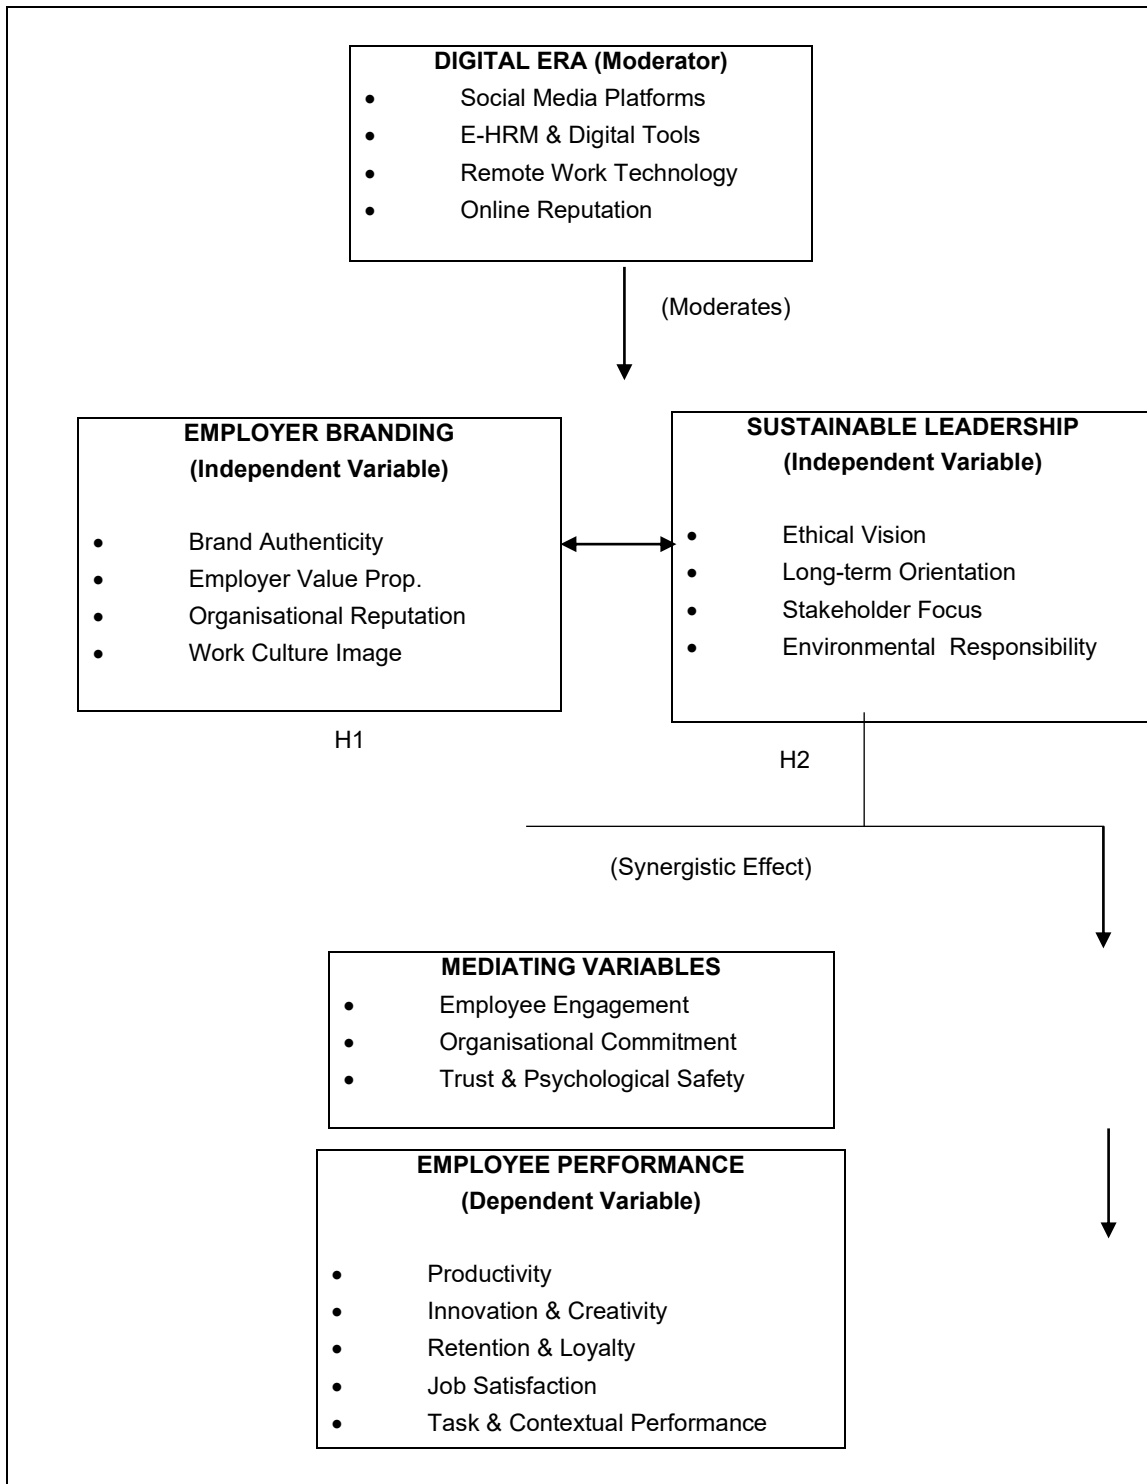 DIGITAL ERA (Moderator)
• Social Media Platforms
• E-HRM & Digital Tools
• Remote Work Technology
• Online Reputation
(Moderates)
EMPLOYER BRANDING
(Independent Variable)
• Brand Authenticity
• Employer Value Prop.
• Organisational Reputation
• Work Culture Image
SUSTAINABLE LEADERSHIP
(Independent Variable)
• Ethical Vision
• Long-term Orientation
• Stakeholder Focus
• Environmental Responsibility
H1
H2
(Synergistic Effect)
MEDIATING VARIABLES
• Employee Engagement
• Organisational Commitment
• Trust & Psychological Safety
EMPLOYEE PERFORMANCE
(Dependent Variable)
• Productivity
• Innovation & Creativity
• Retention & Loyalty
• Job Satisfaction
• Task & Contextual Performance